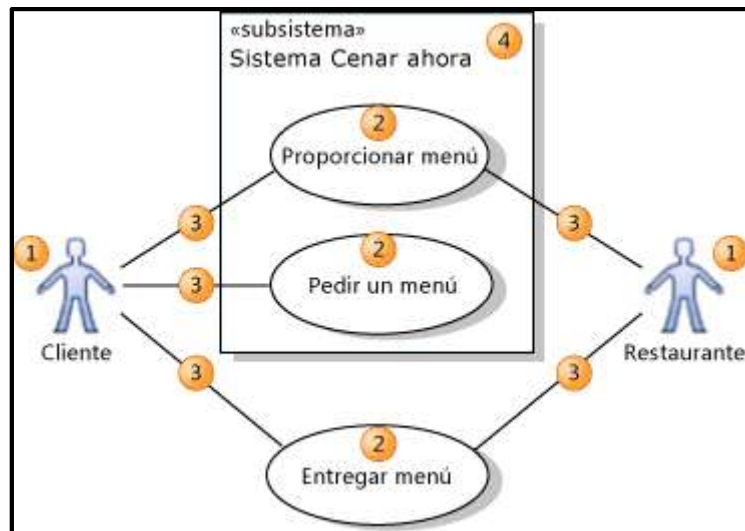 «subsistema»
Sistema Cenar ahora
4
2
Proporcionar menú
3
3
1
1
2
3
Pedir un menú
Cliente
Restaurante
3
3
2
Entregar menú